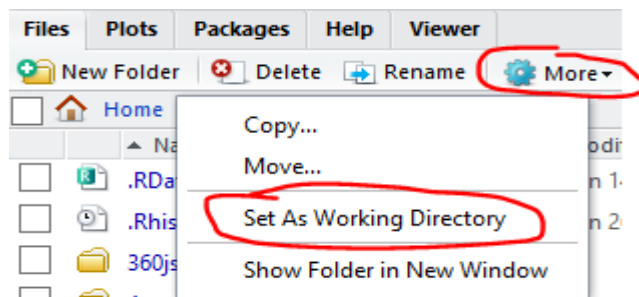 Files Plots Packages Help Viewer
New Folder Delete Rename More
Home
Copy...
Move...
Set As Working Directory
Show Folder in New Window
.RDa
.Rhis
360js